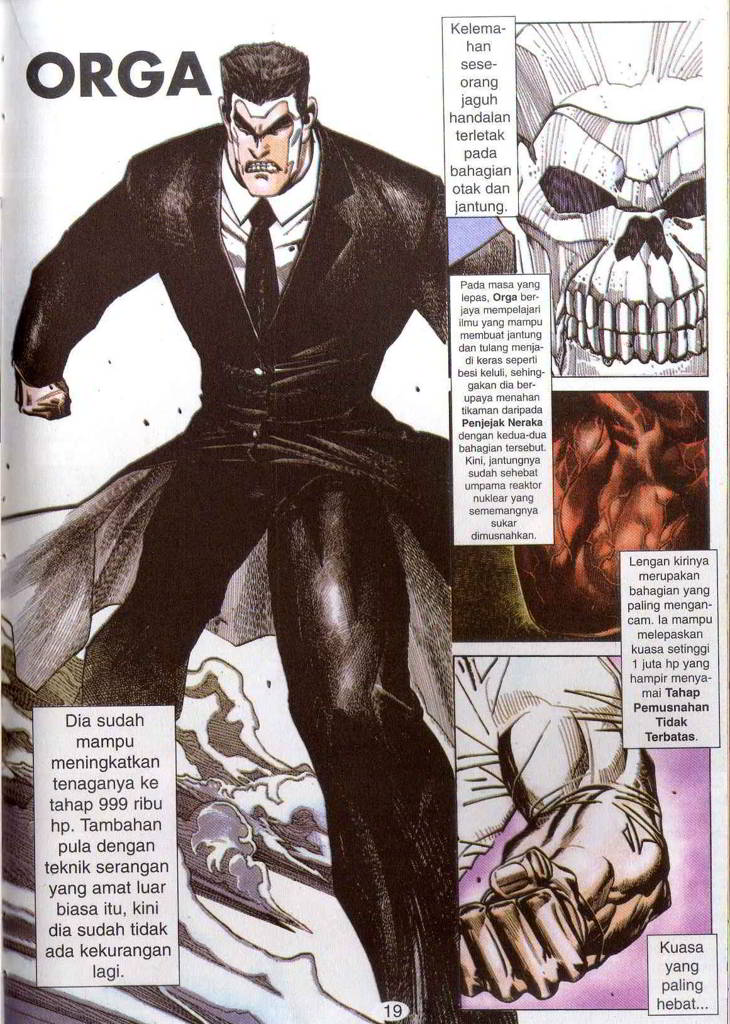 ORGA
Kelema-
han
sese-
orang
jaguh
handalan
terletak
pada
bahagian
otak dan
jantung.
Pada masa yang
lepas, Orga ber-
jaya mempelajari
ilmu yang mampu
membuat jantung
dan tulang menja-
di keras seperti
besi keluli, sehing-
gakan dia ber-
upaya menahan
tikaman daripada
Penjejak Neraka
dengan kedua-dua
bahagian tersebut.
Kini, jantungnya
sudah sehebat
umpama reaktor
nuklear yang
sememangnya
sukar
dimusnahkan.
Lengan kirinya
merupakan
bahagian yang
paling mengan-
cam. Ia mampu
melepaskan
kuasa setinggi
1 juta hp yang
hampir menya-
mai Tahap
Pemusnahan
Tidak
Terbatas.
Dia sudah
mampu
meningkatkan
tenaganya ke
tahap 999 ribu
hp. Tambahan
pula dengan
teknik serangan
yang amat luar
biasa itu, kini
dia sudah tidak
ada kekurangan
lagi.
Kuasa
yang
paling
hebat...
19